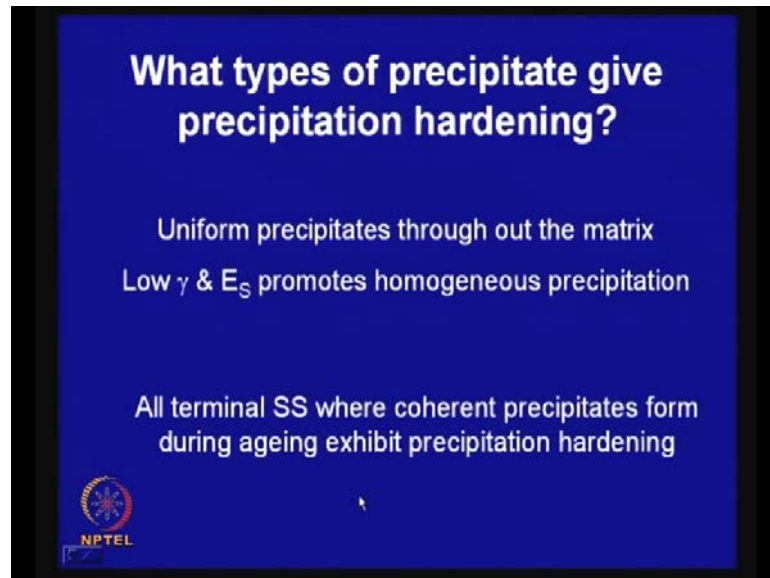 What types of precipitate give
precipitation hardening?
Uniform precipitates through out the matrix
Low γ & E_S promotes homogeneous precipitation
All terminal SS where coherent precipitates form
during ageing exhibit precipitation hardening
NPTEL